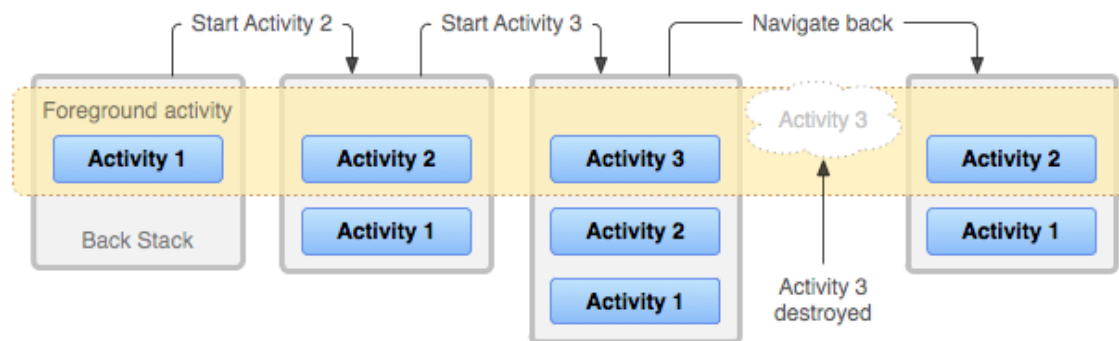 Start Activity 2
Start Activity 3
Navigate back
Foreground activity
Activity 1
Back Stack
Activity 2
Activity 1
Activity 3
Activity 2
Activity 1
Activity 3
Activity 3
destroyed
Activity 2
Activity 1